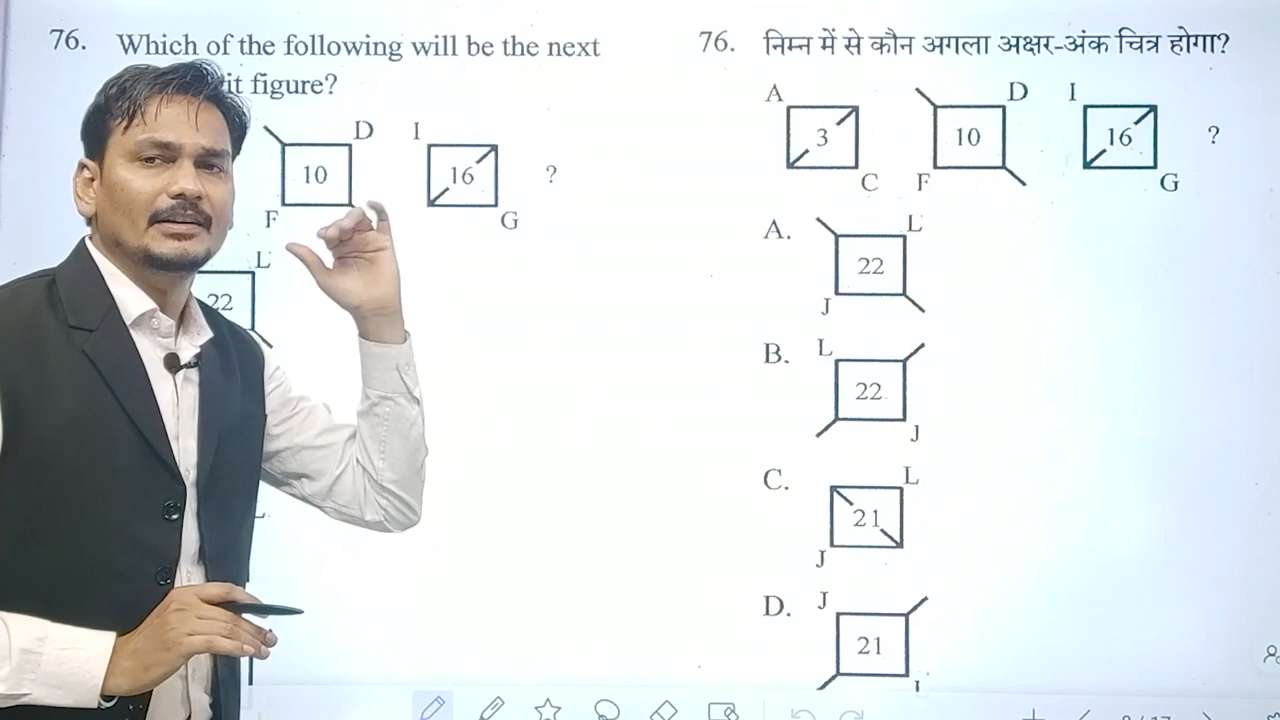 76. Which of the following will be the next
it figure?
D
I
10
16
?
F
G
L
22
76. निम्न में से कौन अगला अक्षर-अंक चित्र होगा?
A
D
I
3
10
16
?
C
F
G
A.
L
22
J
B.
L
22
J
C.
L
21
J
D.
J
21